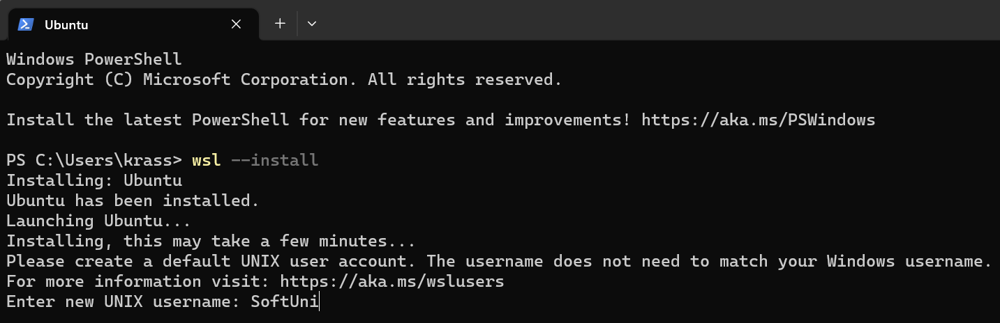 Ubuntu
Windows PowerShell
Copyright (C) Microsoft Corporation. All rights reserved.
Install the latest PowerShell for new features and improvements! https://aka.ms/PSWindows
PS C:\Users\krass> wsl --install
Installing: Ubuntu
Ubuntu has been installed.
Launching Ubuntu...
Installing, this may take a few minutes...
Please create a default UNIX user account. The username does not need to match your Windows username.
For more information visit: https://aka.ms/wslusers
Enter new UNIX username: SoftUni